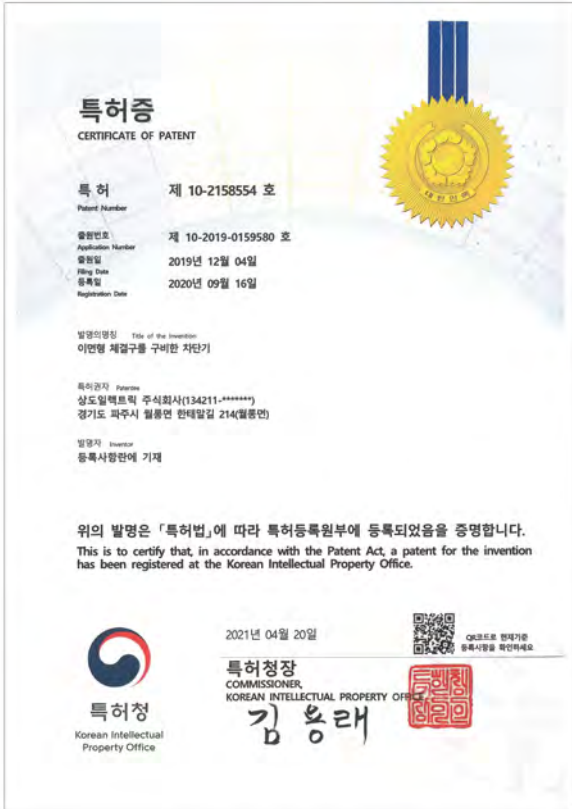 특허증
CERTIFICATE OF PATENT
특 허 제 10-2158554 호
Patent Number
출원번호 제 10-2019-0159580 호
Application Number
출원일 2019년 12월 04일
Filing Date
등록일 2020년 09월 16일
Registration Date
발명의명칭 Title of the Invention
이면형 체결구를 구비한 차단기
특허권자 Patentee
상도일렉트릭 주식회사(134211-*******)
경기도 파주시 월롱면 한태말길 214(월롱면)
발명자 Inventor
등록사항란에 기재
위의 발명은 「특허법」에 따라 특허등록원부에 등록되었음을 증명합니다.
This is to certify that, in accordance with the Patent Act, a patent for the invention
has been registered at the Korean Intellectual Property Office.
2021년 04월 20일
QR코드로 현재기준
등록사항을 확인하세요
특허청장
COMMISSIONER,
KOREAN INTELLECTUAL PROPERTY OFFICE
김용래
특허청
Korean Intellectual
Property Office
대한민국